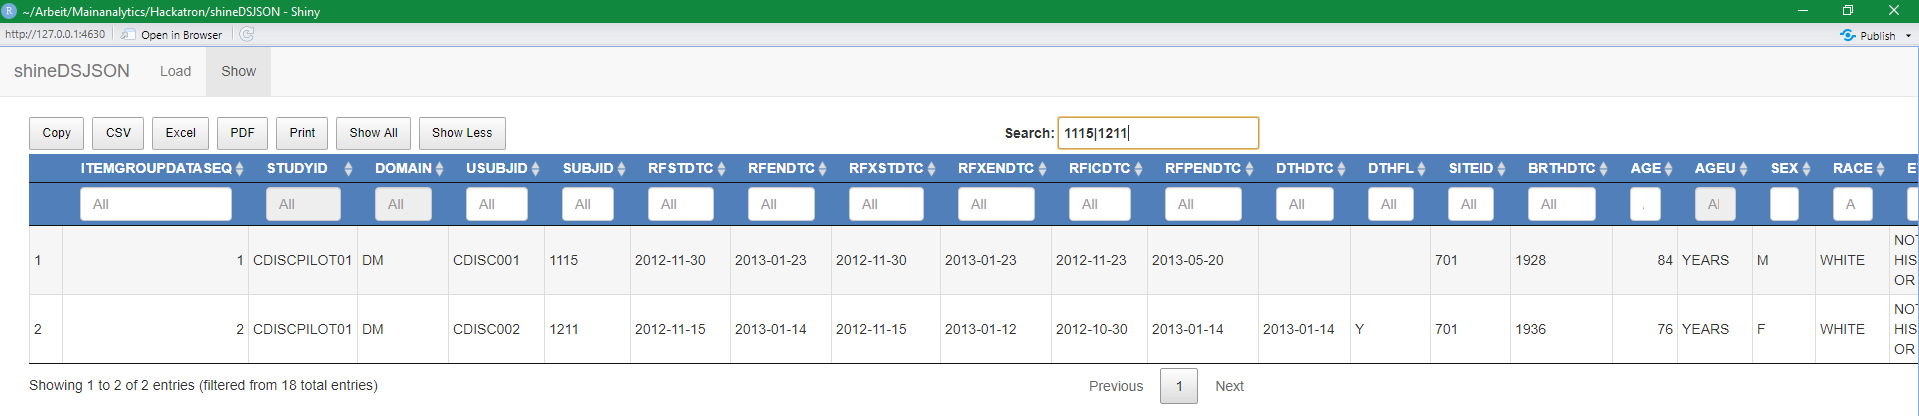 ~/Arbeit/Mainanalytics/Hackatron/shineDSJSON - Shiny
http://127.0.0.1:4630 Open in Browser Publish
shineDSJSON Load Show
Copy CSV Excel PDF Print Show All Show Less Search: 1115|1211
ITEMGROUPDATASEQ STUDYID DOMAIN USUBJID SUBJID RFSTDTC RFENDTC RFXSTDTC RFXENDTC RFICDTC RFPENDTC DTHDTC DTHFL SITEID BRTHDTC AGE AGEU SEX RACE E
All All All All All All All All All All All All All All All . Al A
1 1 CDISCPILOT01 DM CDISC001 1115 2012-11-30 2013-01-23 2012-11-30 2013-01-23 2012-11-23 2013-05-20 701 1928 84 YEARS M WHITE NOT
HIS
OR
2 2 CDISCPILOT01 DM CDISC002 1211 2012-11-15 2013-01-14 2012-11-15 2013-01-12 2012-10-30 2013-01-14 2013-01-14 Y 701 1936 76 YEARS F WHITE NOT
HIS
OR
Showing 1 to 2 of 2 entries (filtered from 18 total entries) Previous 1 Next